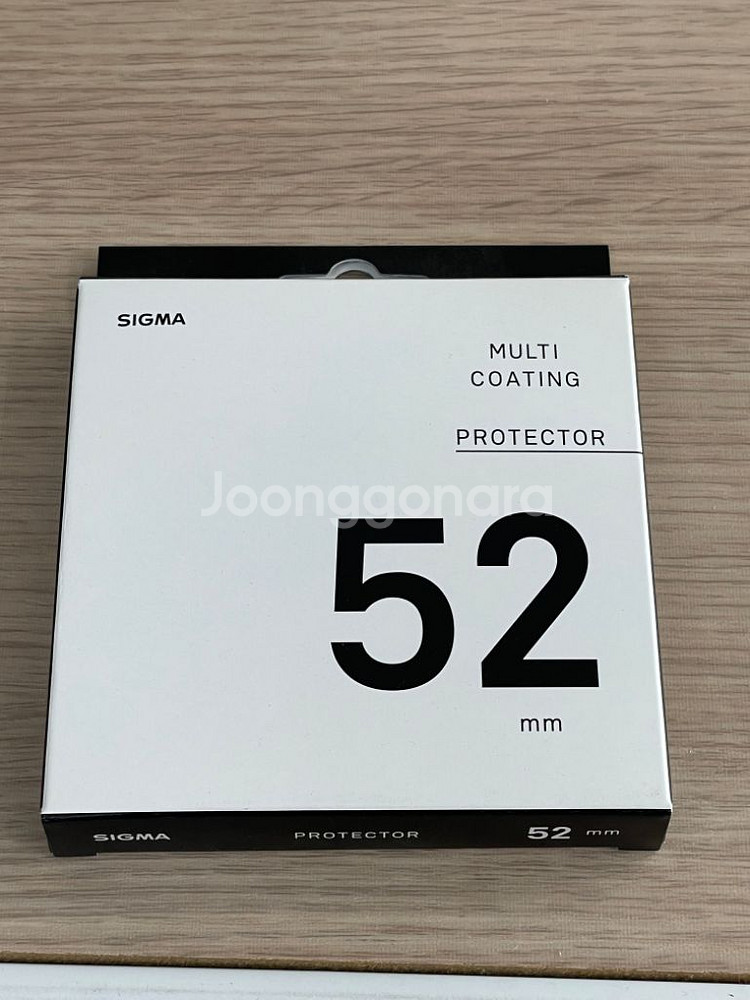 SIGMA
MULTI
COATING
PROTECTOR
Joonggonara
52
mm
SIGMA PROTECTOR 52 mm